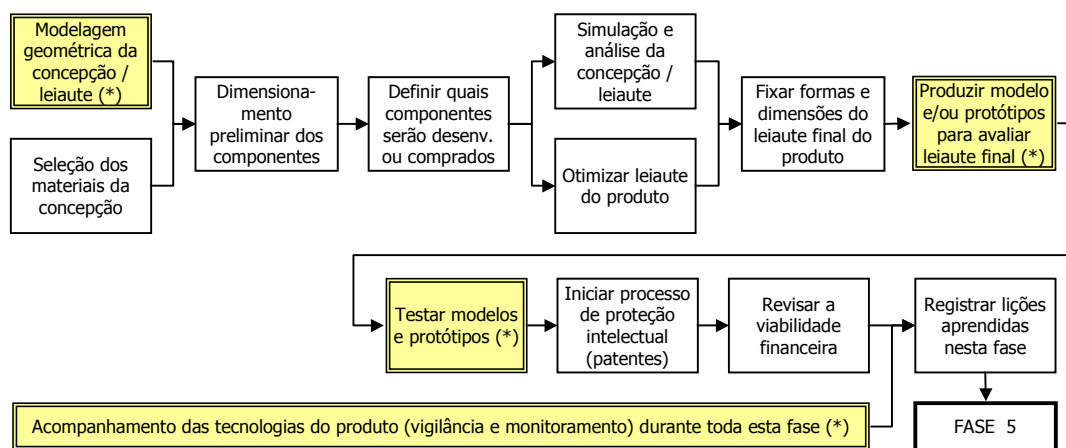 Modelagem
geométrica da
concepção /
leiaute (*)
Seleção dos
materiais da
concepção
Dimensiona-
mento
preliminar dos
componentes
Definir quais
componentes
serão desenv.
ou comprados
Simulação e
análise da
concepção /
leiaute
Otimizar leiaute
do produto
Fixar formas e
dimensões do
leiaute final do
produto
Produzir modelo
e/ou protótipos
para avaliar
leiaute final (*)
Testar modelos
e protótipos (*)
Iniciar processo
de proteção
intelectual
(patentes)
Revisar a
viabilidade
financeira
Registrar lições
aprendidas
nesta fase
Acompanhamento das tecnologias do produto (vigilância e monitoramento) durante toda esta fase (*)
FASE 5